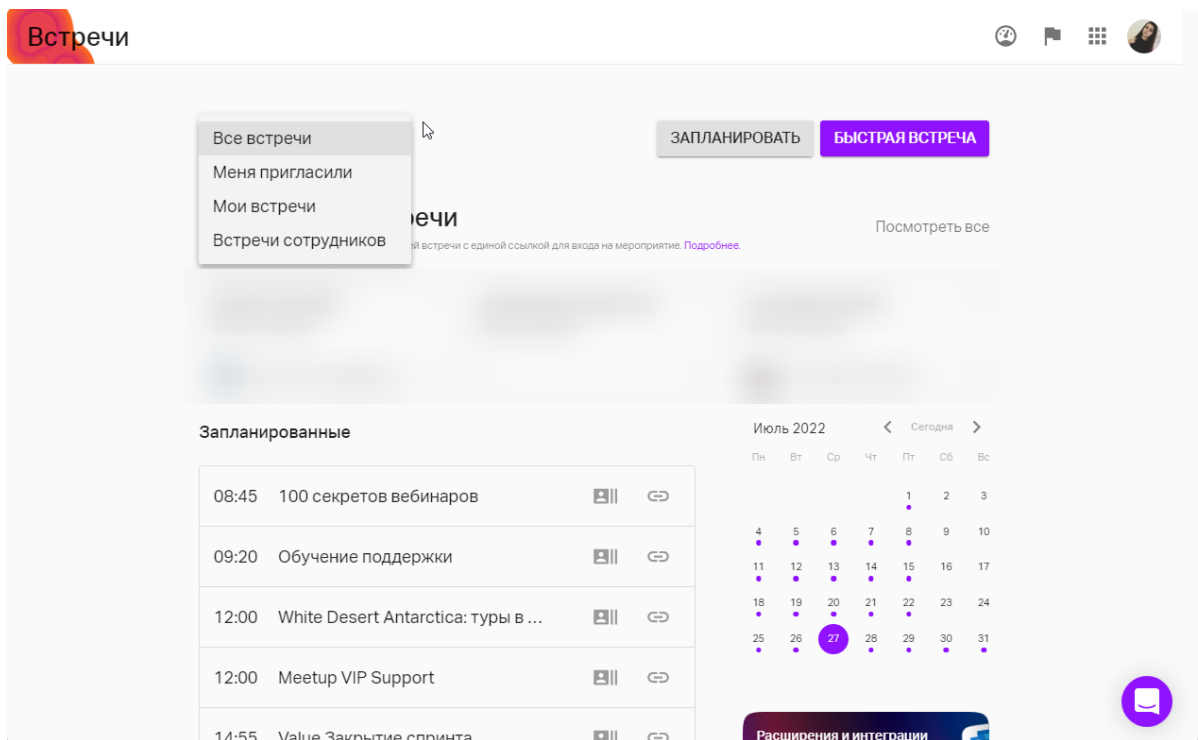 Встречи
Все встречи
Меня пригласили
Мои встречи
Встречи сотрудников
ЗАПЛАНИРОВАТЬ
БЫСТРАЯ ВСТРЕЧА
Посмотреть все
встречи с единой ссылкой для входа на мероприятие. Подробнее.
Запланированные
08:45 100 секретов вебинаров
09:20 Обучение поддержки
12:00 White Desert Antarctica: туры в ...
12:00 Meetup VIP Support
14:55 Value Закрытие спринта
Июль 2022 Сегодня
Пн Вт Ср Чт Пт Сб Вс
1 2 3
4 5 6 7 8 9 10
11 12 13 14 15 16 17
18 19 20 21 22 23 24
25 26 27 28 29 30 31
Расширения и интеграции